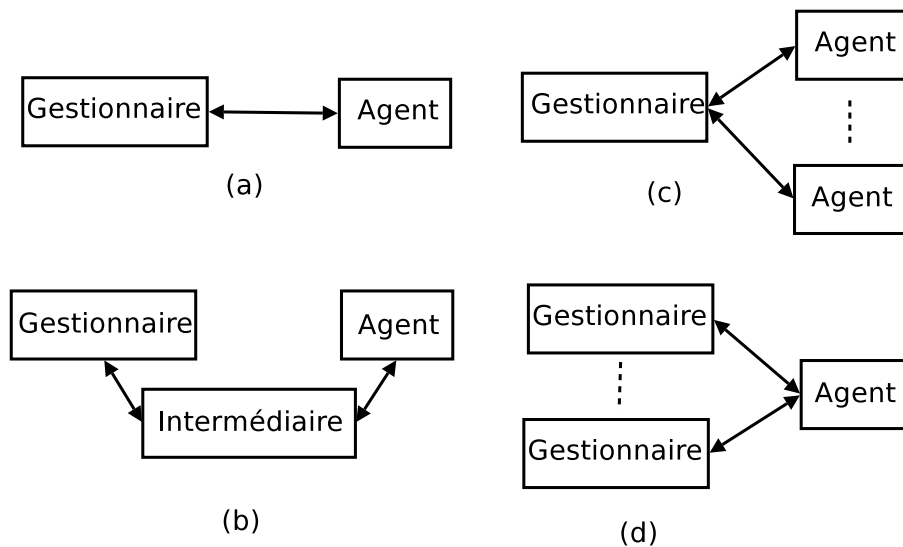 Gestionnaire
Agent
(a)
Gestionnaire
Agent
Agent
(c)
Gestionnaire
Agent
Intermédiaire
(b)
Gestionnaire
Gestionnaire
Agent
(d)